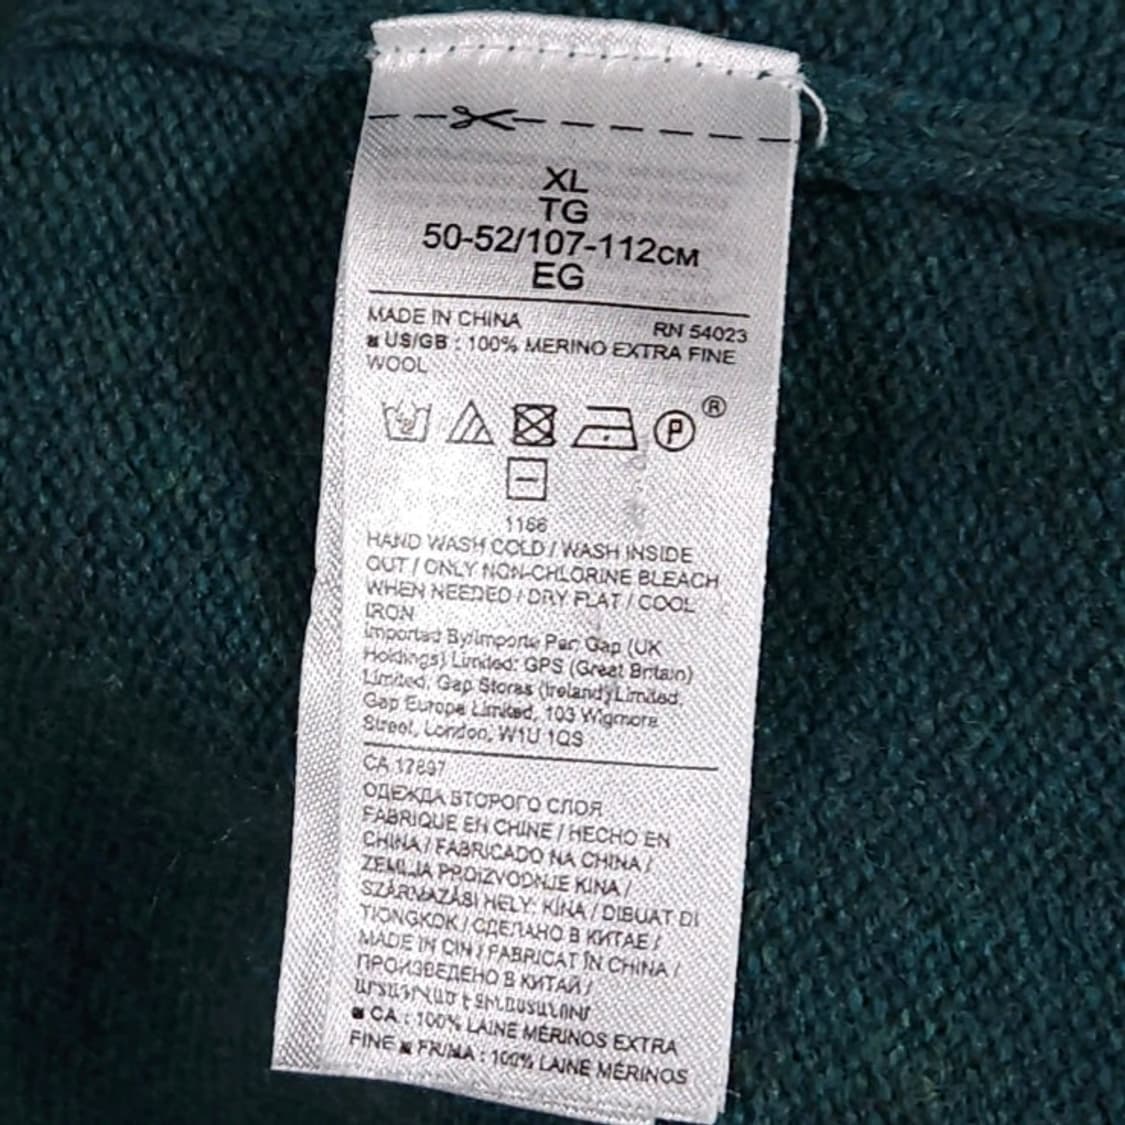 XL
TG
50-52/107-112CM
EG
MADE IN CHINA RN 54023
■ US/GB : 100% MERINO EXTRA FINE
WOOL
P ®
1166
HAND WASH COLD / WASH INSIDE
OUT / ONLY NON-CHLORINE BLEACH
WHEN NEEDED / DRY FLAT / COOL
IRON
Imported By/Importe Par: Gap (UK
Holdings) Limited: GPS (Great Britain)
Limited, Gap Stores (Ireland) Limited
Gap Europe Limited, 103 Wigmore
Street, London, W1U 1QS
CA 17897
ОДЕЖДА ВТОРОГО СЛОЯ
FABRIQUE EN CHINE / HECHO EN
CHINA / FABRICADO NA CHINA /
ZEMLJA PROIZVODNJE KINA /
SZÁRMAZÁSI HELY: KÍNA / DIBUAT DI
TIONGKOK / СДЕЛАНО В КИТАЕ /
MADE IN ÇIN / FABRICAT ÎN CHINA /
ПРОИЗВЕДЕНО В КИТАЙ /
■ CA : 100% LAINE MÉRINOS EXTRA
FINE ■ FR/MA : 100% LAINE MÉRINOS